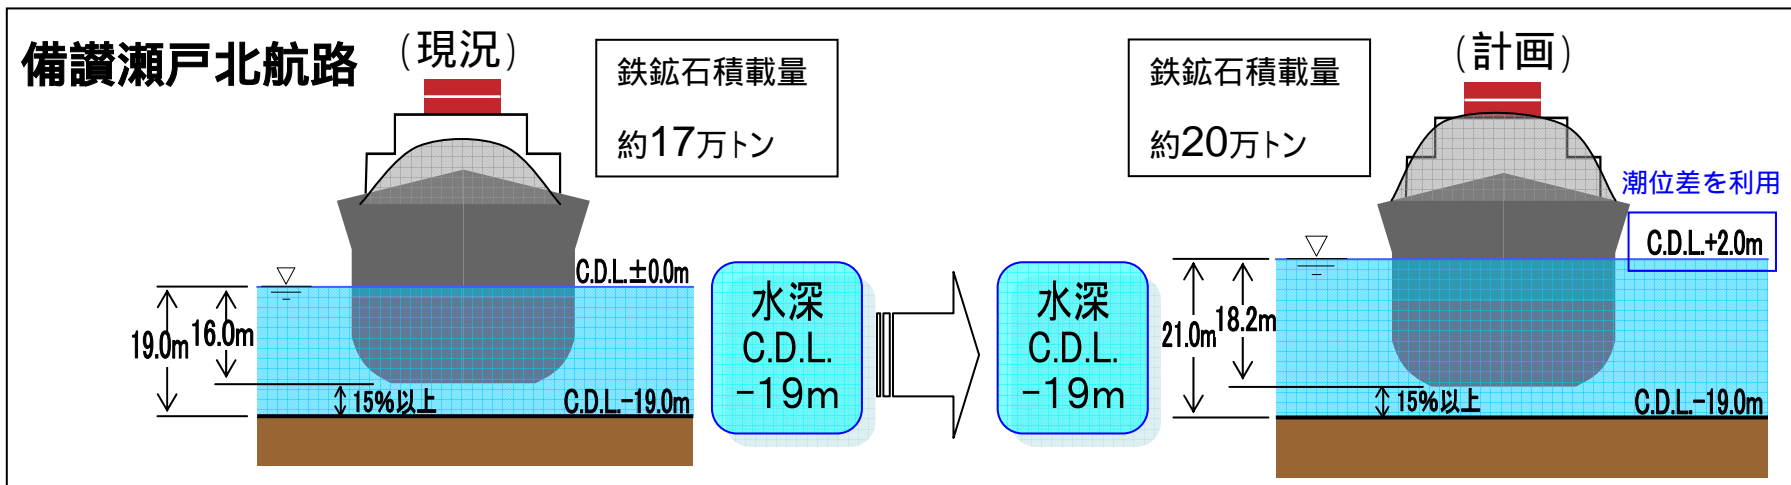 備讃瀬戸北航路
(現況)
鉄鉱石積載量
約17万トン
C.D.L.±0.0m
19.0m
16.0m
15%以上
C.D.L.-19.0m
水深
C.D.L.
-19m
水深
C.D.L.
-19m
鉄鉱石積載量
約20万トン
(計画)
潮位差を利用
C.D.L.+2.0m
21.0m
18.2m
15%以上
C.D.L.-19.0m